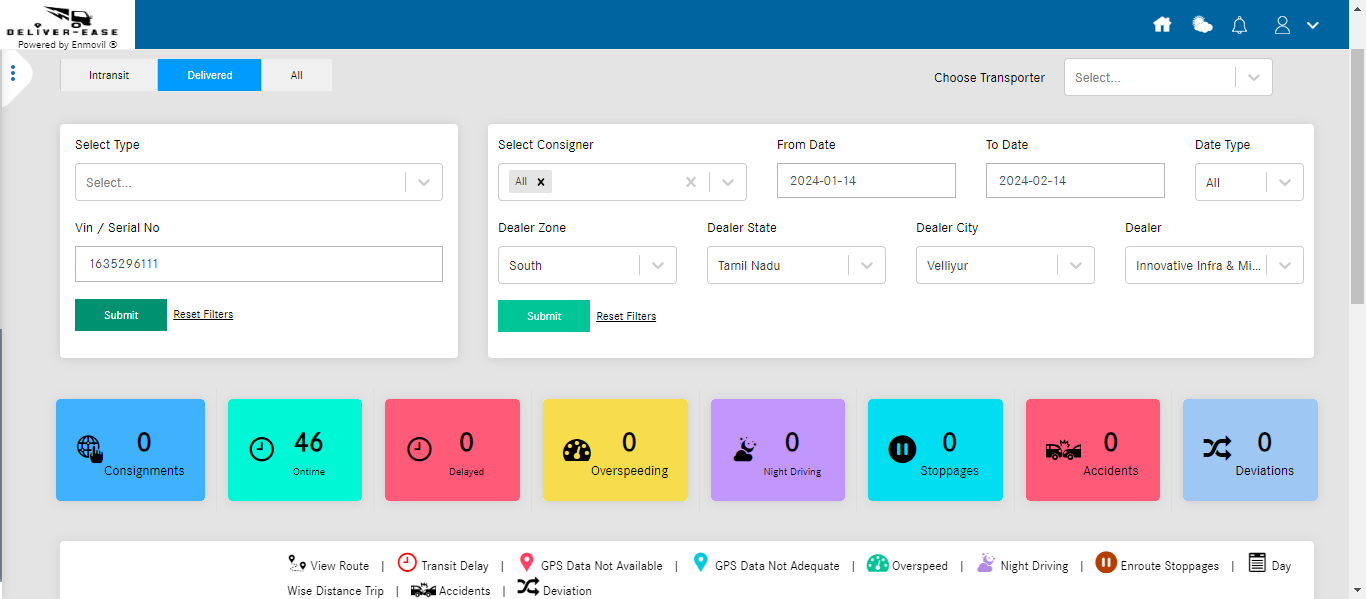 DELIVER-EASE
Powered by Enmovil ®
Intransit Delivered All
Choose Transporter Select...
Select Type
Select...
Vin / Serial No
1635296111
Submit Reset Filters
Select Consigner From Date To Date Date Type
All 2024-01-14 2024-02-14 All
Dealer Zone Dealer State Dealer City Dealer
South Tamil Nadu Velliyur Innovative Infra & Mi...
Submit Reset Filters
0 46 0 0 0 0 0 0
Consignments Ontime Delayed Overspeeding Night Driving Stoppages Accidents Deviations
View Route | Transit Delay | GPS Data Not Available | GPS Data Not Adequate | Overspeed | Night Driving | Enroute Stoppages | Day
Wise Distance Trip | Accidents | Deviation